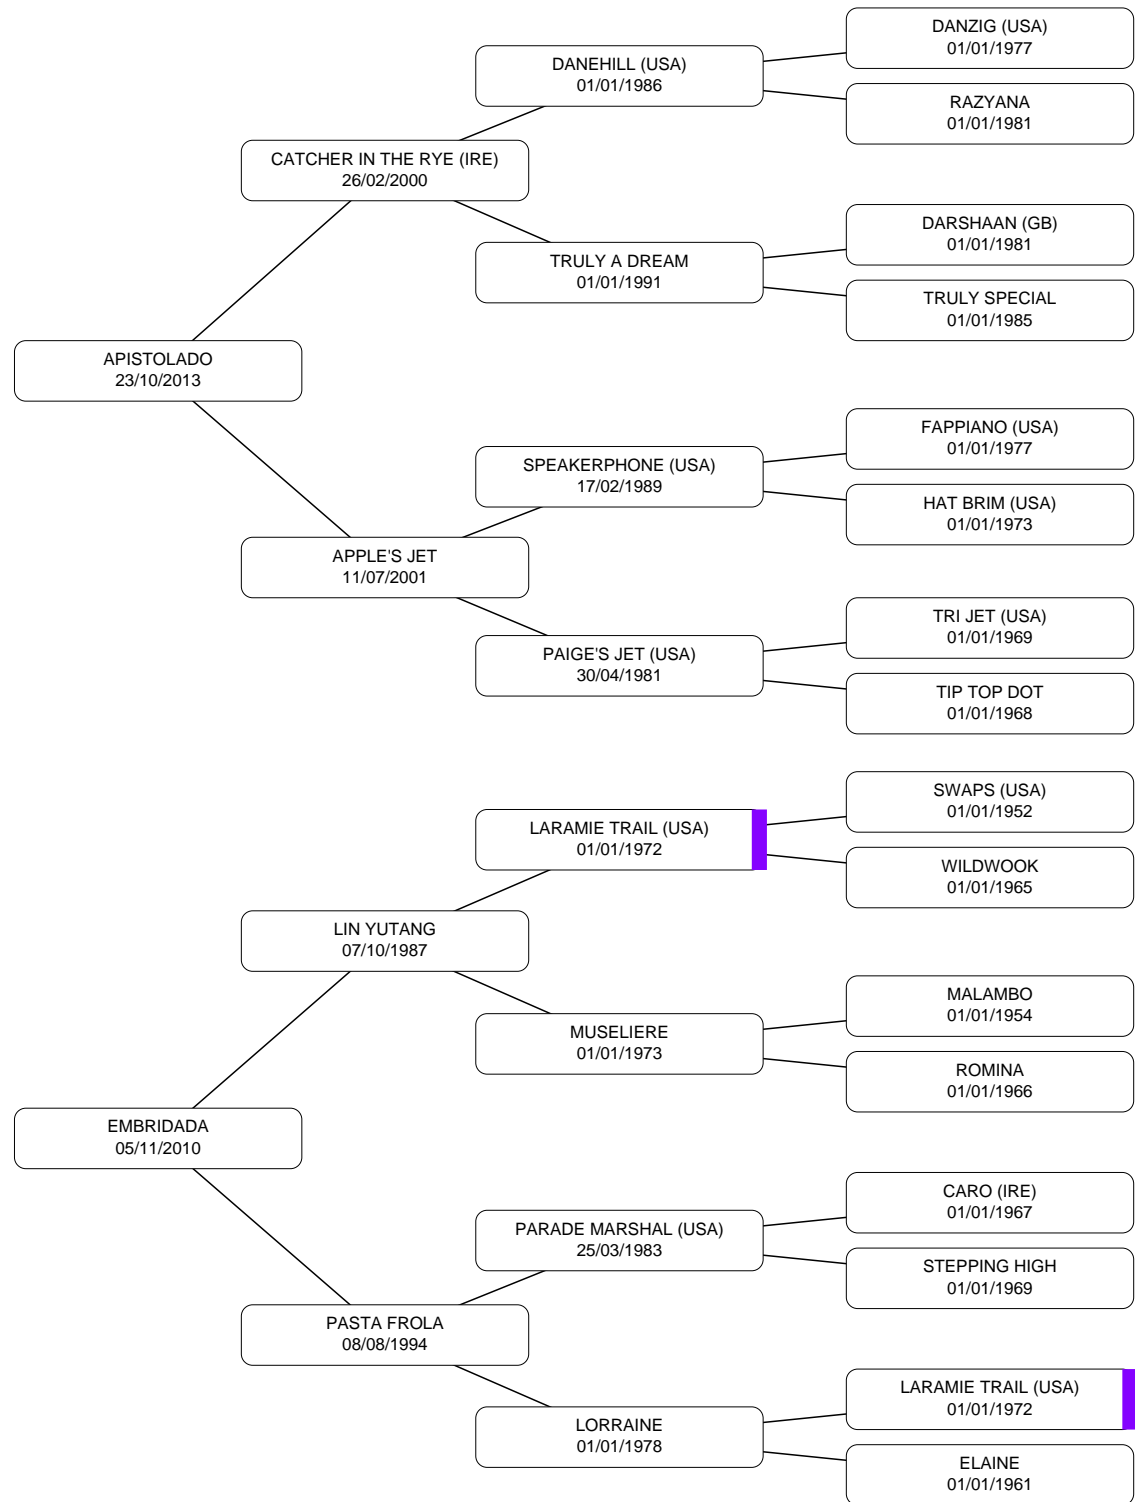 DANZIG (USA)
01/01/1977
DANEHILL (USA)
01/01/1986
RAZYANA
01/01/1981
CATCHER IN THE RYE (IRE)
26/02/2000
DARSHAAN (GB)
01/01/1981
TRULY A DREAM
01/01/1991
TRULY SPECIAL
01/01/1985
APISTOLADO
23/10/2013
FAPPIANO (USA)
01/01/1977
SPEAKERPHONE (USA)
17/02/1989
HAT BRIM (USA)
01/01/1973
APPLE'S JET
11/07/2001
TRI JET (USA)
01/01/1969
PAIGE'S JET (USA)
30/04/1981
TIP TOP DOT
01/01/1968
SWAPS (USA)
01/01/1952
LARAMIE TRAIL (USA)
01/01/1972
WILDWOOK
01/01/1965
LIN YUTANG
07/10/1987
MALAMBO
01/01/1954
MUSELIERE
01/01/1973
ROMINA
01/01/1966
EMBRIDADA
05/11/2010
CARO (IRE)
01/01/1967
PARADE MARSHAL (USA)
25/03/1983
STEPPING HIGH
01/01/1969
PASTA FROLA
08/08/1994
LARAMIE TRAIL (USA)
01/01/1972
LORRAINE
01/01/1978
ELAINE
01/01/1961